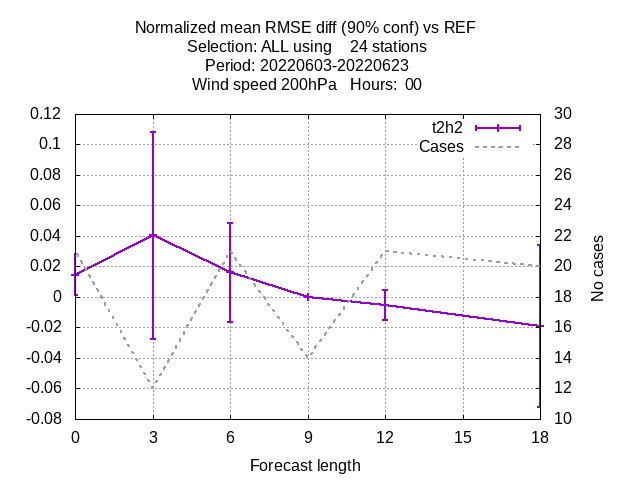 Normalized mean RMSE diff (90% conf) vs REF
Selection: ALL using    24 stations
Period: 20220603-20220623
Wind speed 200hPa   Hours:  00
0.12
0.1
0.08
0.06
0.04
0.02
0
-0.02
-0.04
-0.06
-0.08
t2h2
Cases
30
28
26
24
22
20
18
16
14
12
10
No cases
0 3 6 9 12 15 18
Forecast length